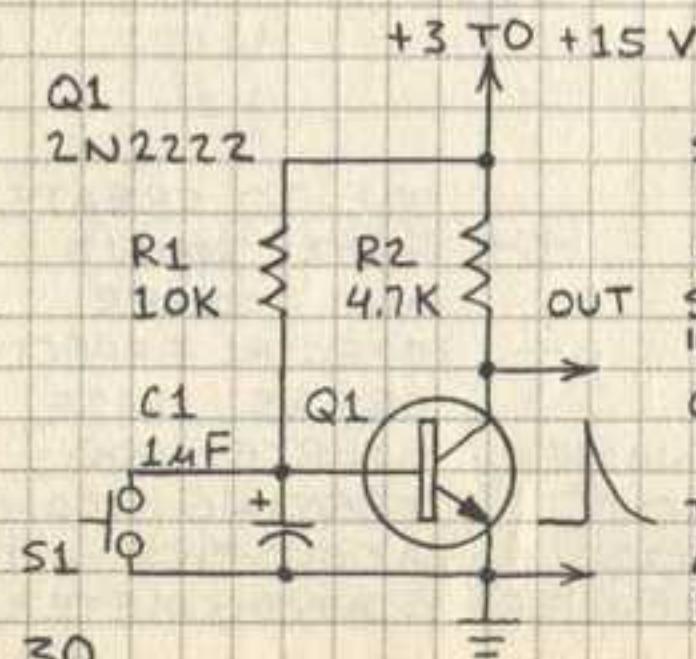 +3 TO +15 V
Q1
2N2222
R1
10K
R2
4.7K
OUT
C1
1µF
Q1
+
S1
30